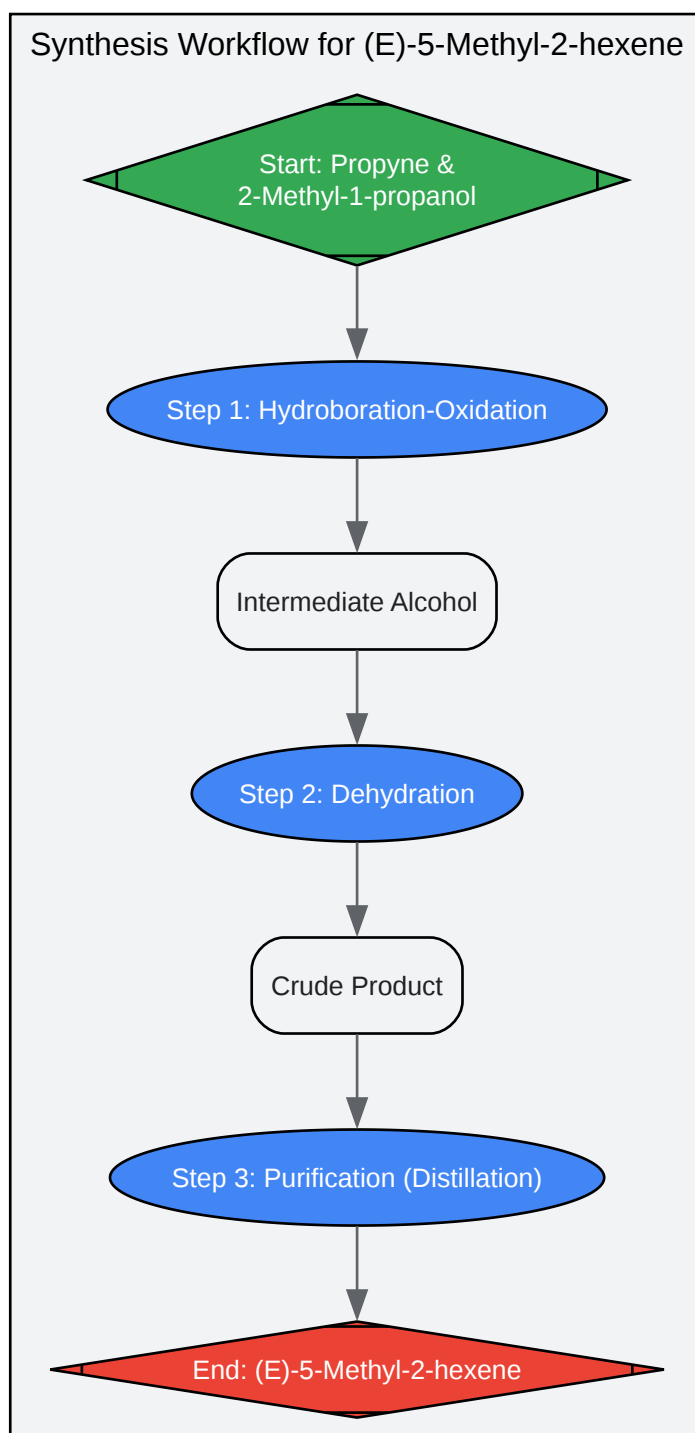 Synthesis Workflow for (E)-5-Methyl-2-hexene
Start: Propyne &
2-Methyl-1-propanol
Step 1: Hydroboration-Oxidation
Intermediate Alcohol
Step 2: Dehydration
Crude Product
Step 3: Purification (Distillation)
End: (E)-5-Methyl-2-hexene